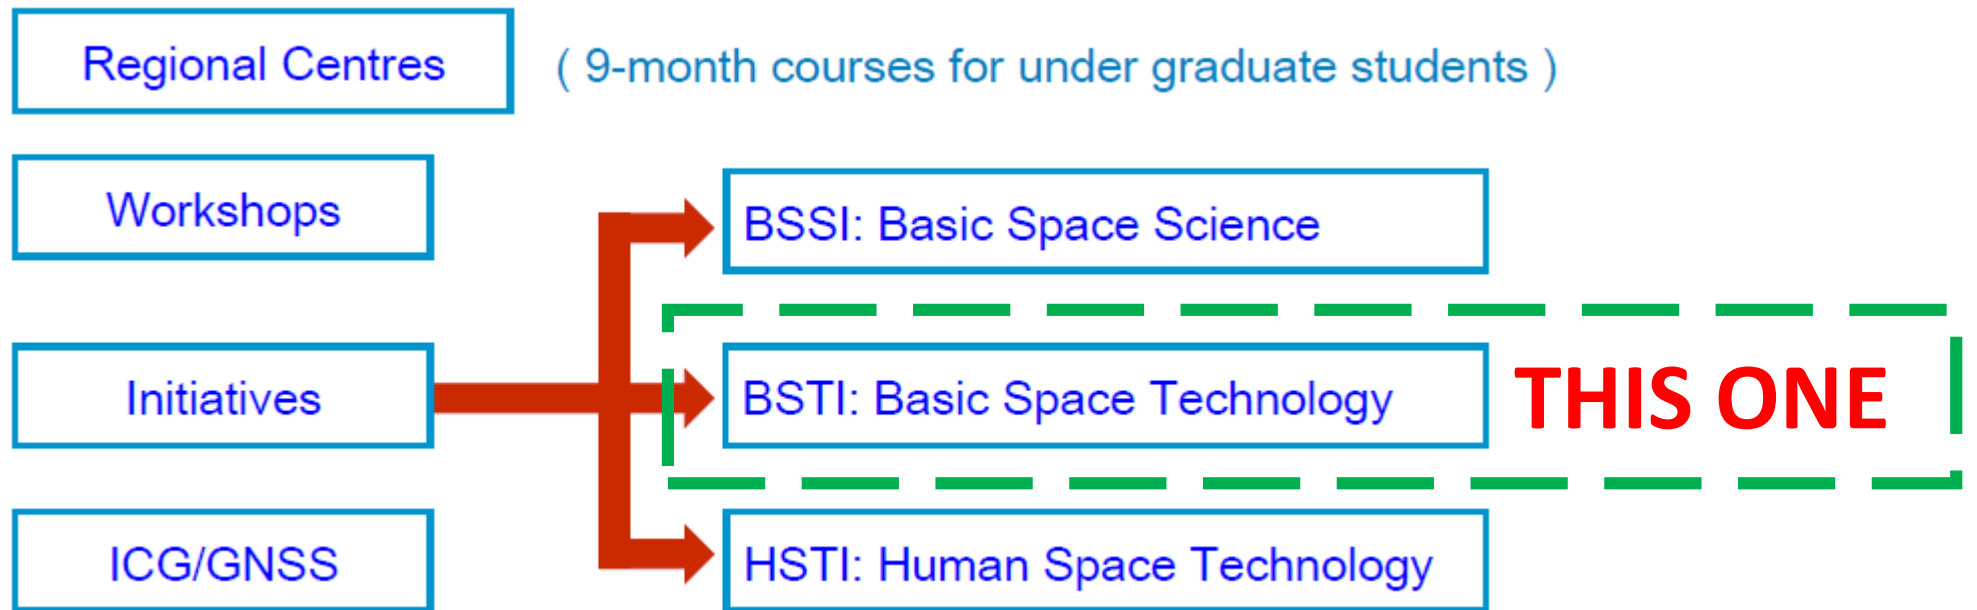 Regional Centres ( 9-month courses for under graduate students )
Workshops
BSSI: Basic Space Science
Initiatives
BSTI: Basic Space Technology THIS ONE
ICG/GNSS
HSTI: Human Space Technology